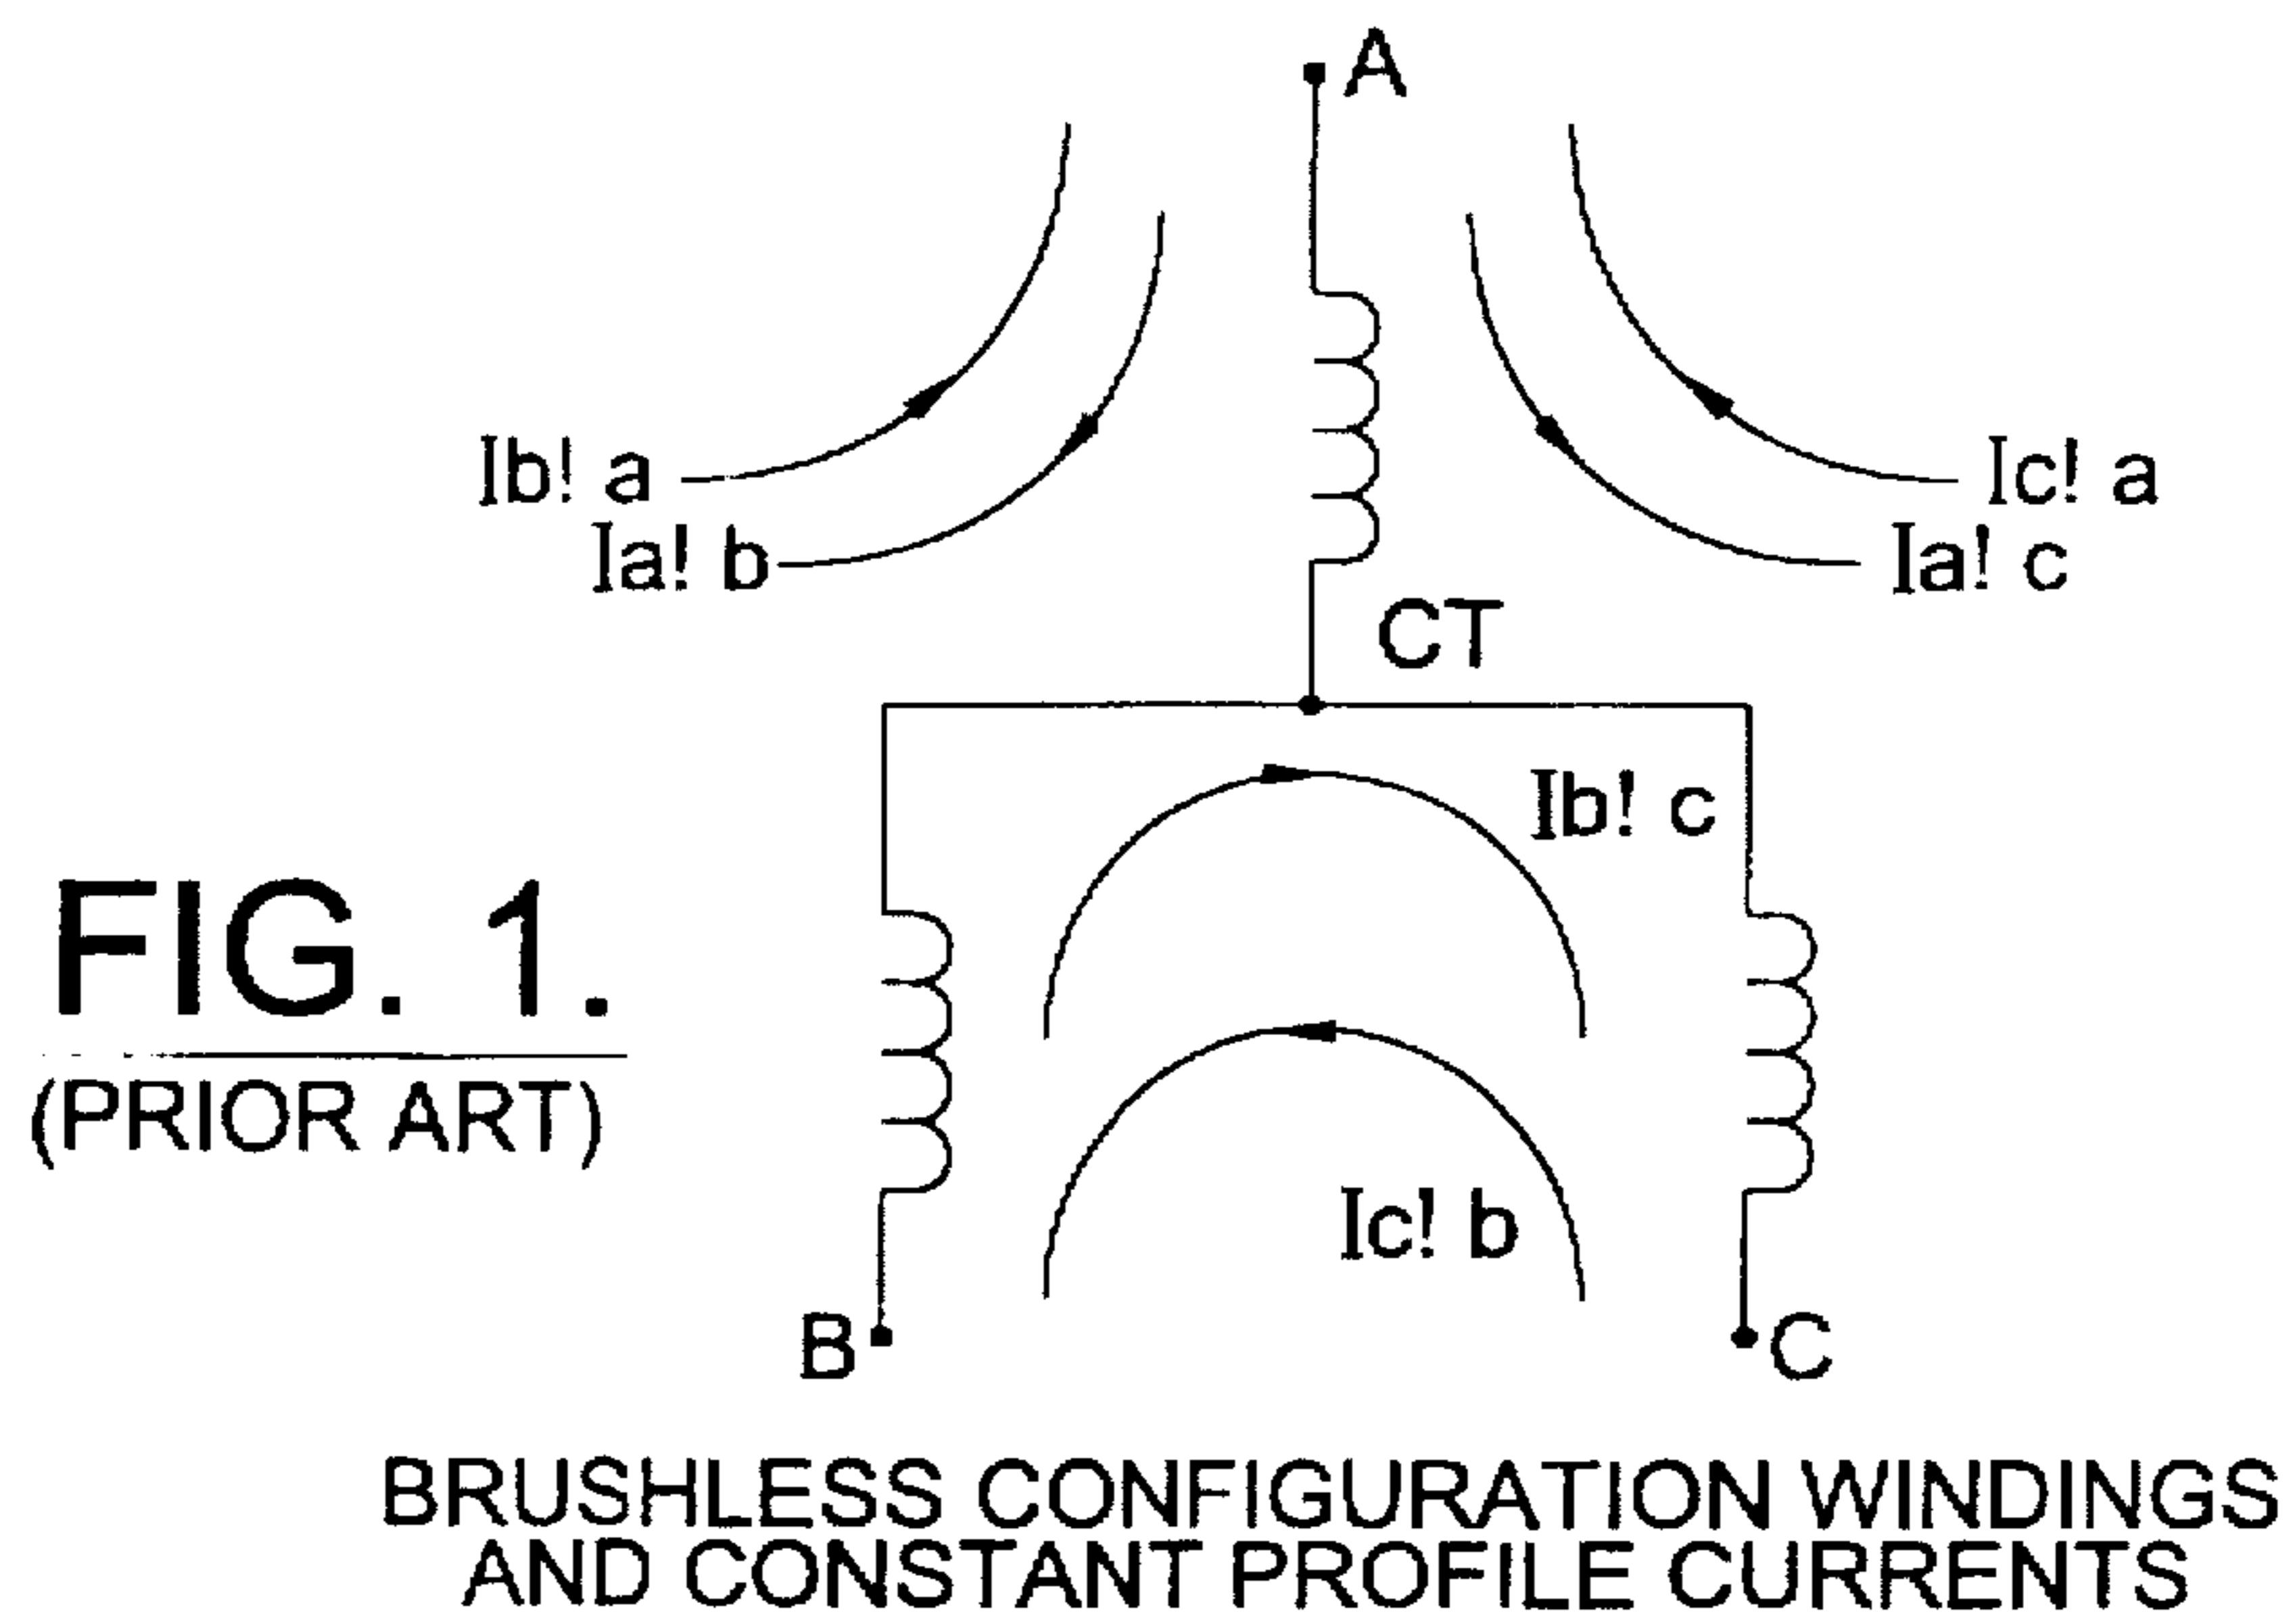 A
Ib! a
Ic! a
Ia! b
Ia! c
CT
Ib! c
FIG. 1.
(PRIOR ART)
Ic! b
B
C
BRUSHLESS CONFIGURATION WINDINGS
AND CONSTANT PROFILE CURRENTS